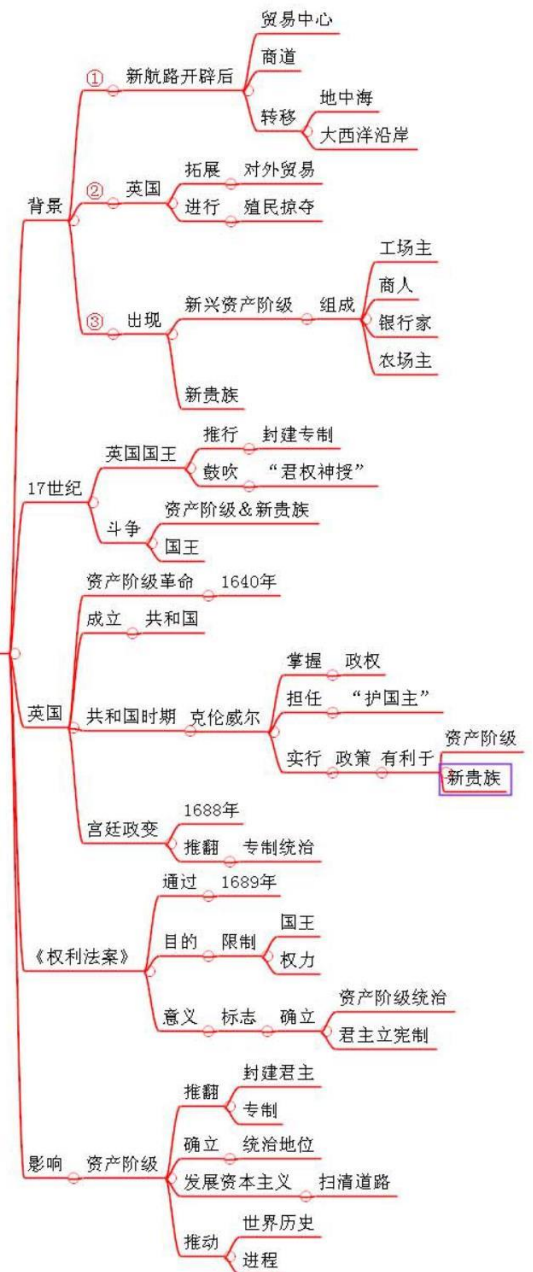 背景
①
新航路开辟后
贸易中心
商道
转移
地中海
大西洋沿岸
②
英国
拓展
对外贸易
进行
殖民掠夺
③
出现
新兴资产阶级
组成
工场主
商人
银行家
农场主
新贵族
17世纪
英国国王
推行
封建专制
鼓吹
“君权神授”
斗争
资产阶级&新贵族
国王
英国
资产阶级革命
1640年
成立
共和国
共和国时期
克伦威尔
掌握
政权
担任
“护国主”
实行
政策
有利于
资产阶级
新贵族
宫廷政变
1688年
推翻
专制统治
《权利法案》
通过
1689年
目的
限制
国王
权力
意义
标志
确立
资产阶级统治
君主立宪制
影响
资产阶级
推翻
封建君主
专制
确立
统治地位
发展资本主义
扫清道路
推动
世界历史
进程